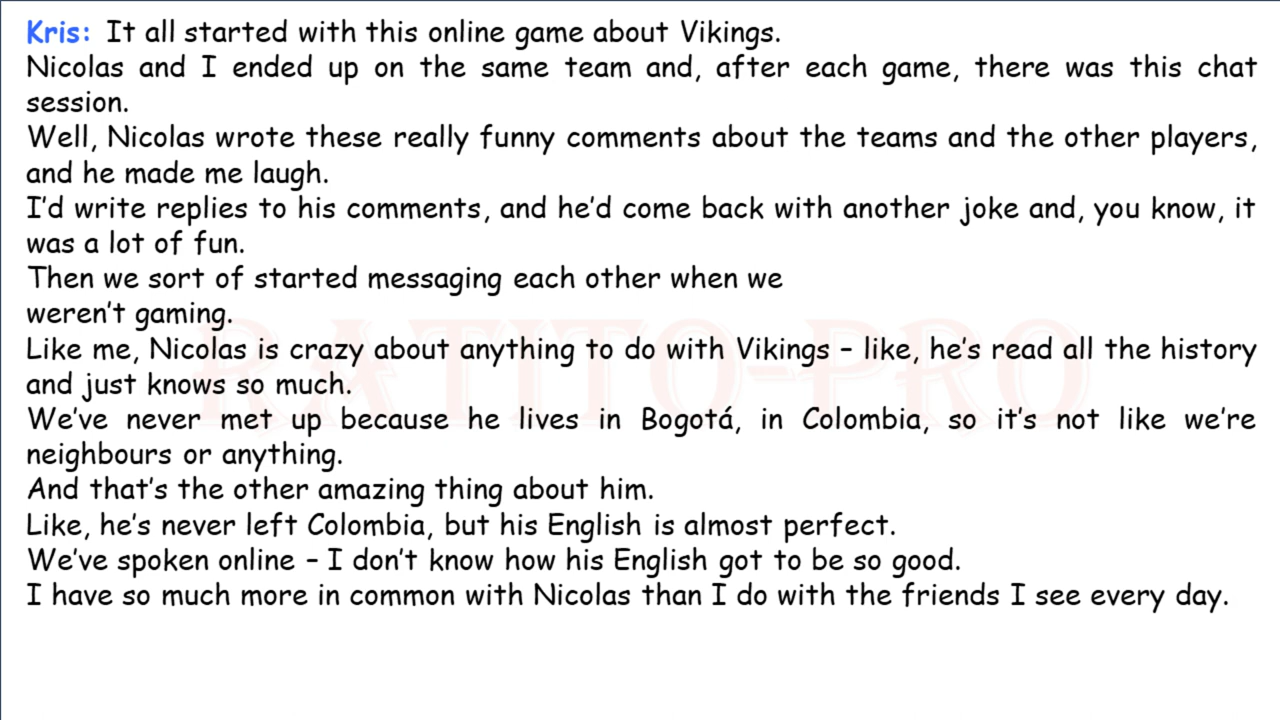 Kris: It all started with this online game about Vikings.
Nicolas and I ended up on the same team and, after each game, there was this chat
session.
Well, Nicolas wrote these really funny comments about the teams and the other players,
and he made me laugh.
I'd write replies to his comments, and he'd come back with another joke and, you know, it
was a lot of fun.
Then we sort of started messaging each other when we
weren't gaming.
Like me, Nicolas is crazy about anything to do with Vikings – like, he's read all the history
and just knows so much.
We've never met up because he lives in Bogotá, in Colombia, so it's not like we're
neighbours or anything.
And that's the other amazing thing about him.
Like, he's never left Colombia, but his English is almost perfect.
We've spoken online – I don't know how his English got to be so good.
I have so much more in common with Nicolas than I do with the friends I see every day.
RATITO-PRO